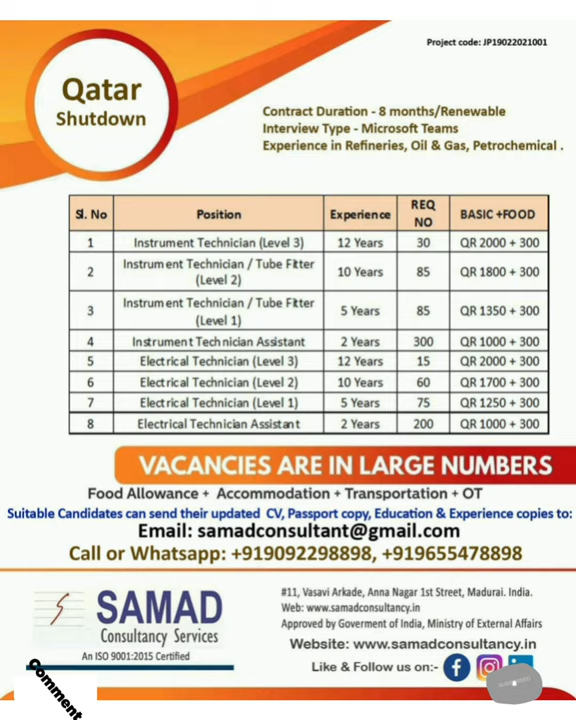 Project code: JP19022021001
Qatar
Shutdown
Contract Duration - 8 months/Renewable
Interview Type - Microsoft Teams
Experience in Refineries, Oil & Gas, Petrochemical .
Sl. No Position Experience REQ NO BASIC +FOOD
1 Instrument Technician (Level 3) 12 Years 30 QR 2000 + 300
2 Instrument Technician / Tube Fitter (Level 2) 10 Years 85 QR 1800 + 300
3 Instrument Technician / Tube Fitter (Level 1) 5 Years 85 QR 1350 + 300
4 Instrument Technician Assistant 2 Years 300 QR 1000 + 300
5 Electrical Technician (Level 3) 12 Years 15 QR 2000 + 300
6 Electrical Technician (Level 2) 10 Years 60 QR 1700 + 300
7 Electrical Technician (Level 1) 5 Years 75 QR 1250 + 300
8 Electrical Technician Assistant 2 Years 200 QR 1000 + 300
VACANCIES ARE IN LARGE NUMBERS
Food Allowance + Accommodation + Transportation + OT
Suitable Candidates can send their updated CV, Passport copy, Education & Experience copies to:
Email: samadconsultant@gmail.com
Call or Whatsapp: +919092298898, +919655478898
SAMAD
Consultancy Services
An ISO 9001:2015 Certified
#11, Vasavi Arkade, Anna Nagar 1st Street, Madurai. India.
Web: www.samadconsultancy.in
Approved by Goverment of India, Ministry of External Affairs
Website: www.samadconsultancy.in
Like & Follow us on:-
Comment